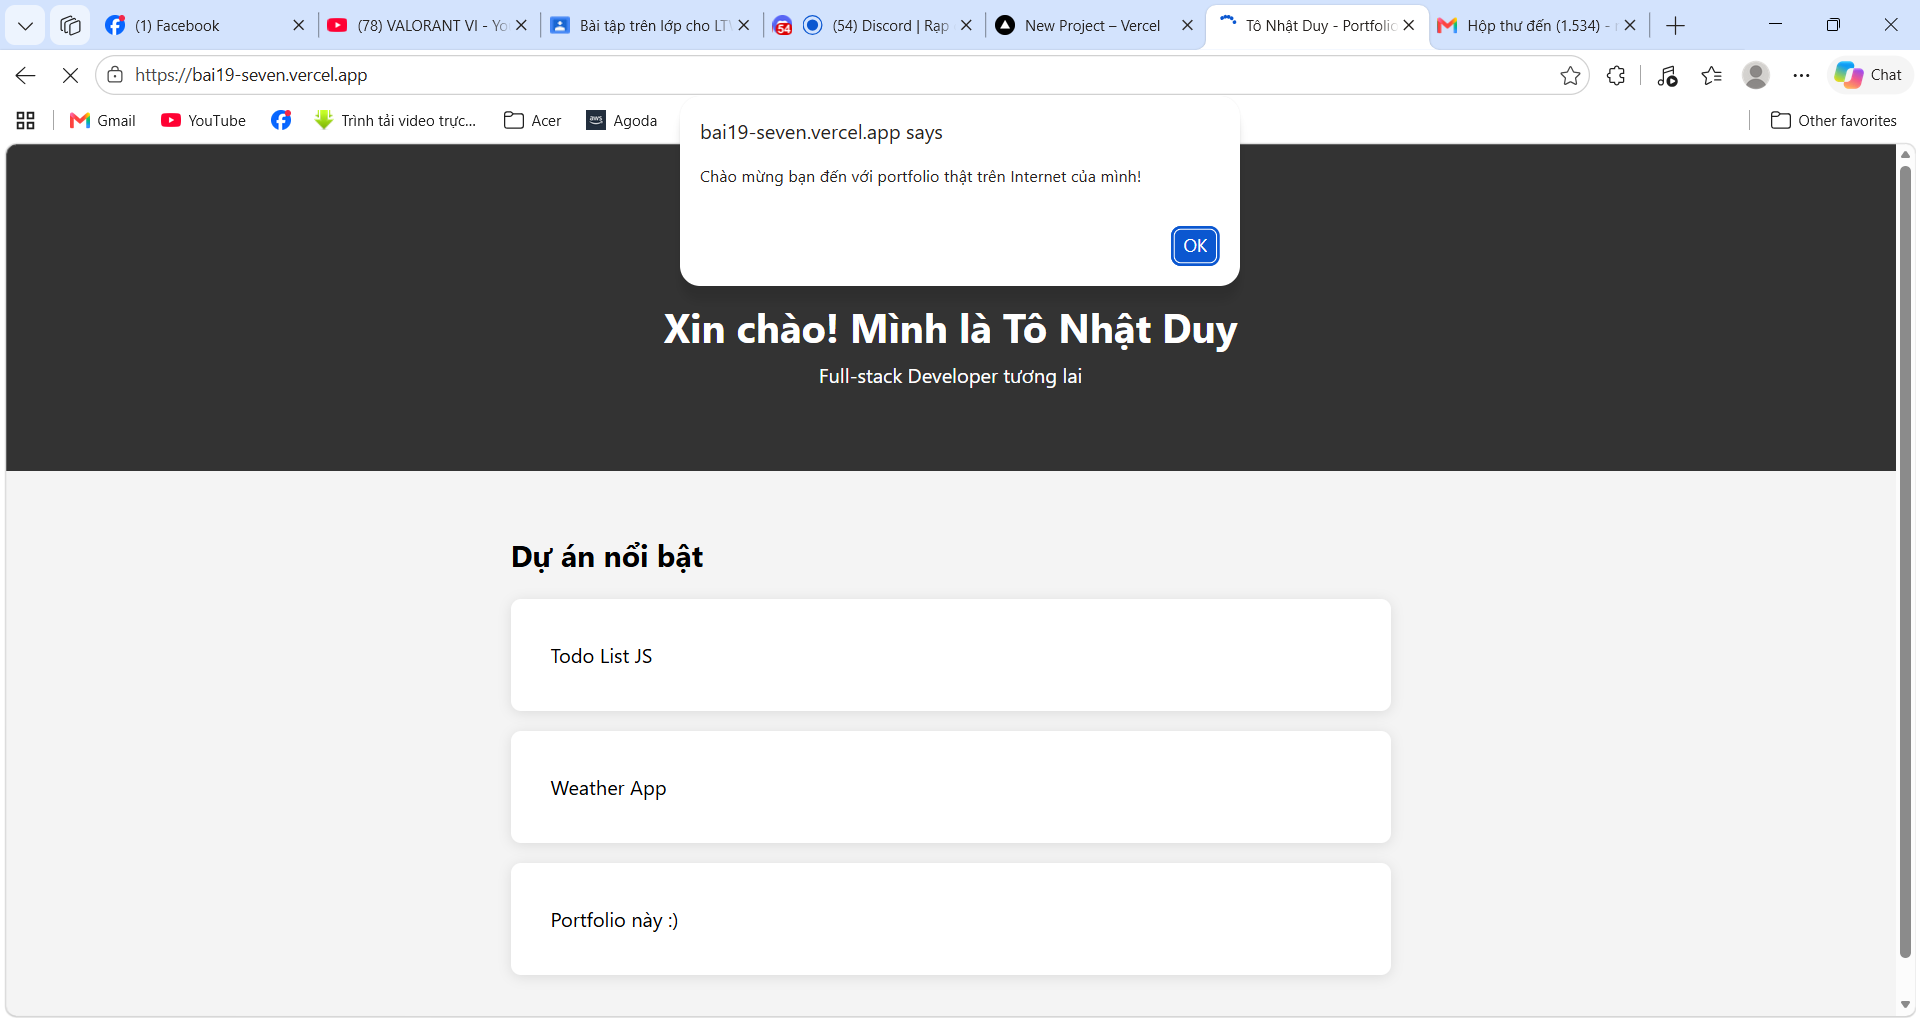 (1) Facebook
(78) VALORANT VI - Yo
Bài tập trên lớp cho LT
54
(54) Discord | Rạp
New Project – Vercel
Tô Nhật Duy - Portfolio
Hộp thư đến (1.534) -
https://bai19-seven.vercel.app
Chat
Gmail
YouTube
Trình tải video trực...
Acer
aws
Agoda
Other favorites
bai19-seven.vercel.app says
Chào mừng bạn đến với portfolio thật trên Internet của mình!
OK
Xin chào! Mình là Tô Nhật Duy
Full-stack Developer tương lai
Dự án nổi bật
Todo List JS
Weather App
Portfolio này :)